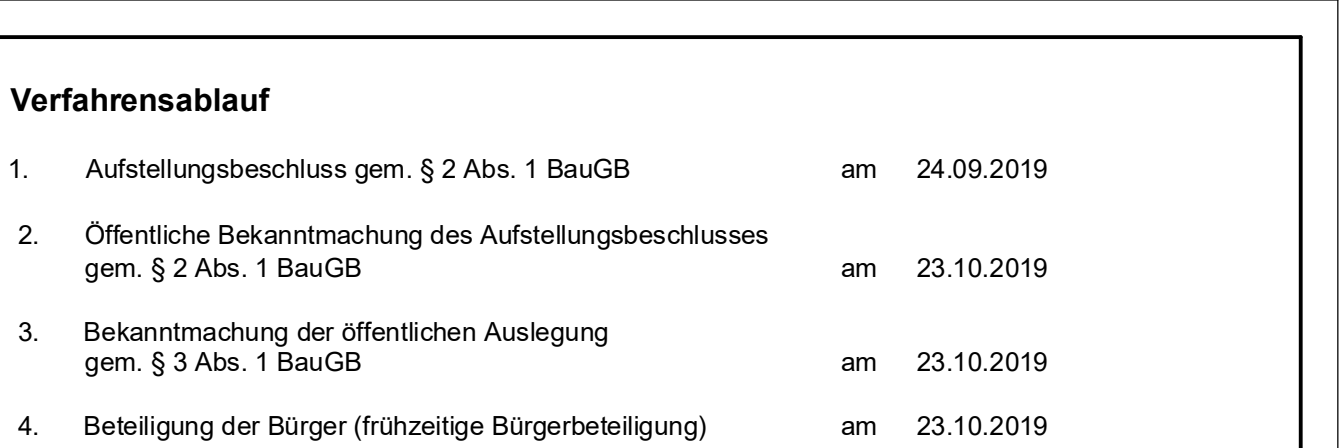 Verfahrensablauf
1. Aufstellungsbeschluss gem. § 2 Abs. 1 BauGB am 24.09.2019
2. Öffentliche Bekanntmachung des Aufstellungsbeschlusses
gem. § 2 Abs. 1 BauGB am 23.10.2019
3. Bekanntmachung der öffentlichen Auslegung
gem. § 3 Abs. 1 BauGB am 23.10.2019
4. Beteiligung der Bürger (frühzeitige Bürgerbeteiligung) am 23.10.2019